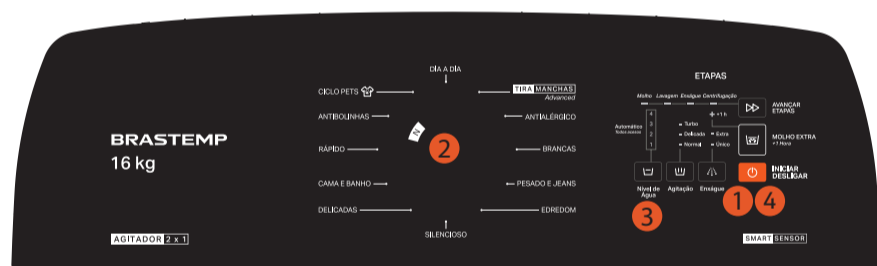 BRASTEMP
16 kg
AGITADOR 2 x 1
DIA A DIA
CICLO PETS
TIRA MANCHAS
Advanced
ANTIBOLINHAS
ANTIALÉRGICO
RÁPIDO
BRANCAS
CAMA E BANHO
PESADO E JEANS
DELICADAS
EDREDOM
SILENCIOSO
N
2
ETAPAS
Molho Lavagem Enxágue Centrifugação
AVANÇAR
ETAPAS
+1 h
4
3
2
1
Automático
Turbo
Delicada
Normal
Extra
Único
MOLHO EXTRA
+1 Hora
INICIAR
DESLIGAR
Nível de
Água
Agitação
Enxágue
3
1
4
SMART SENSOR